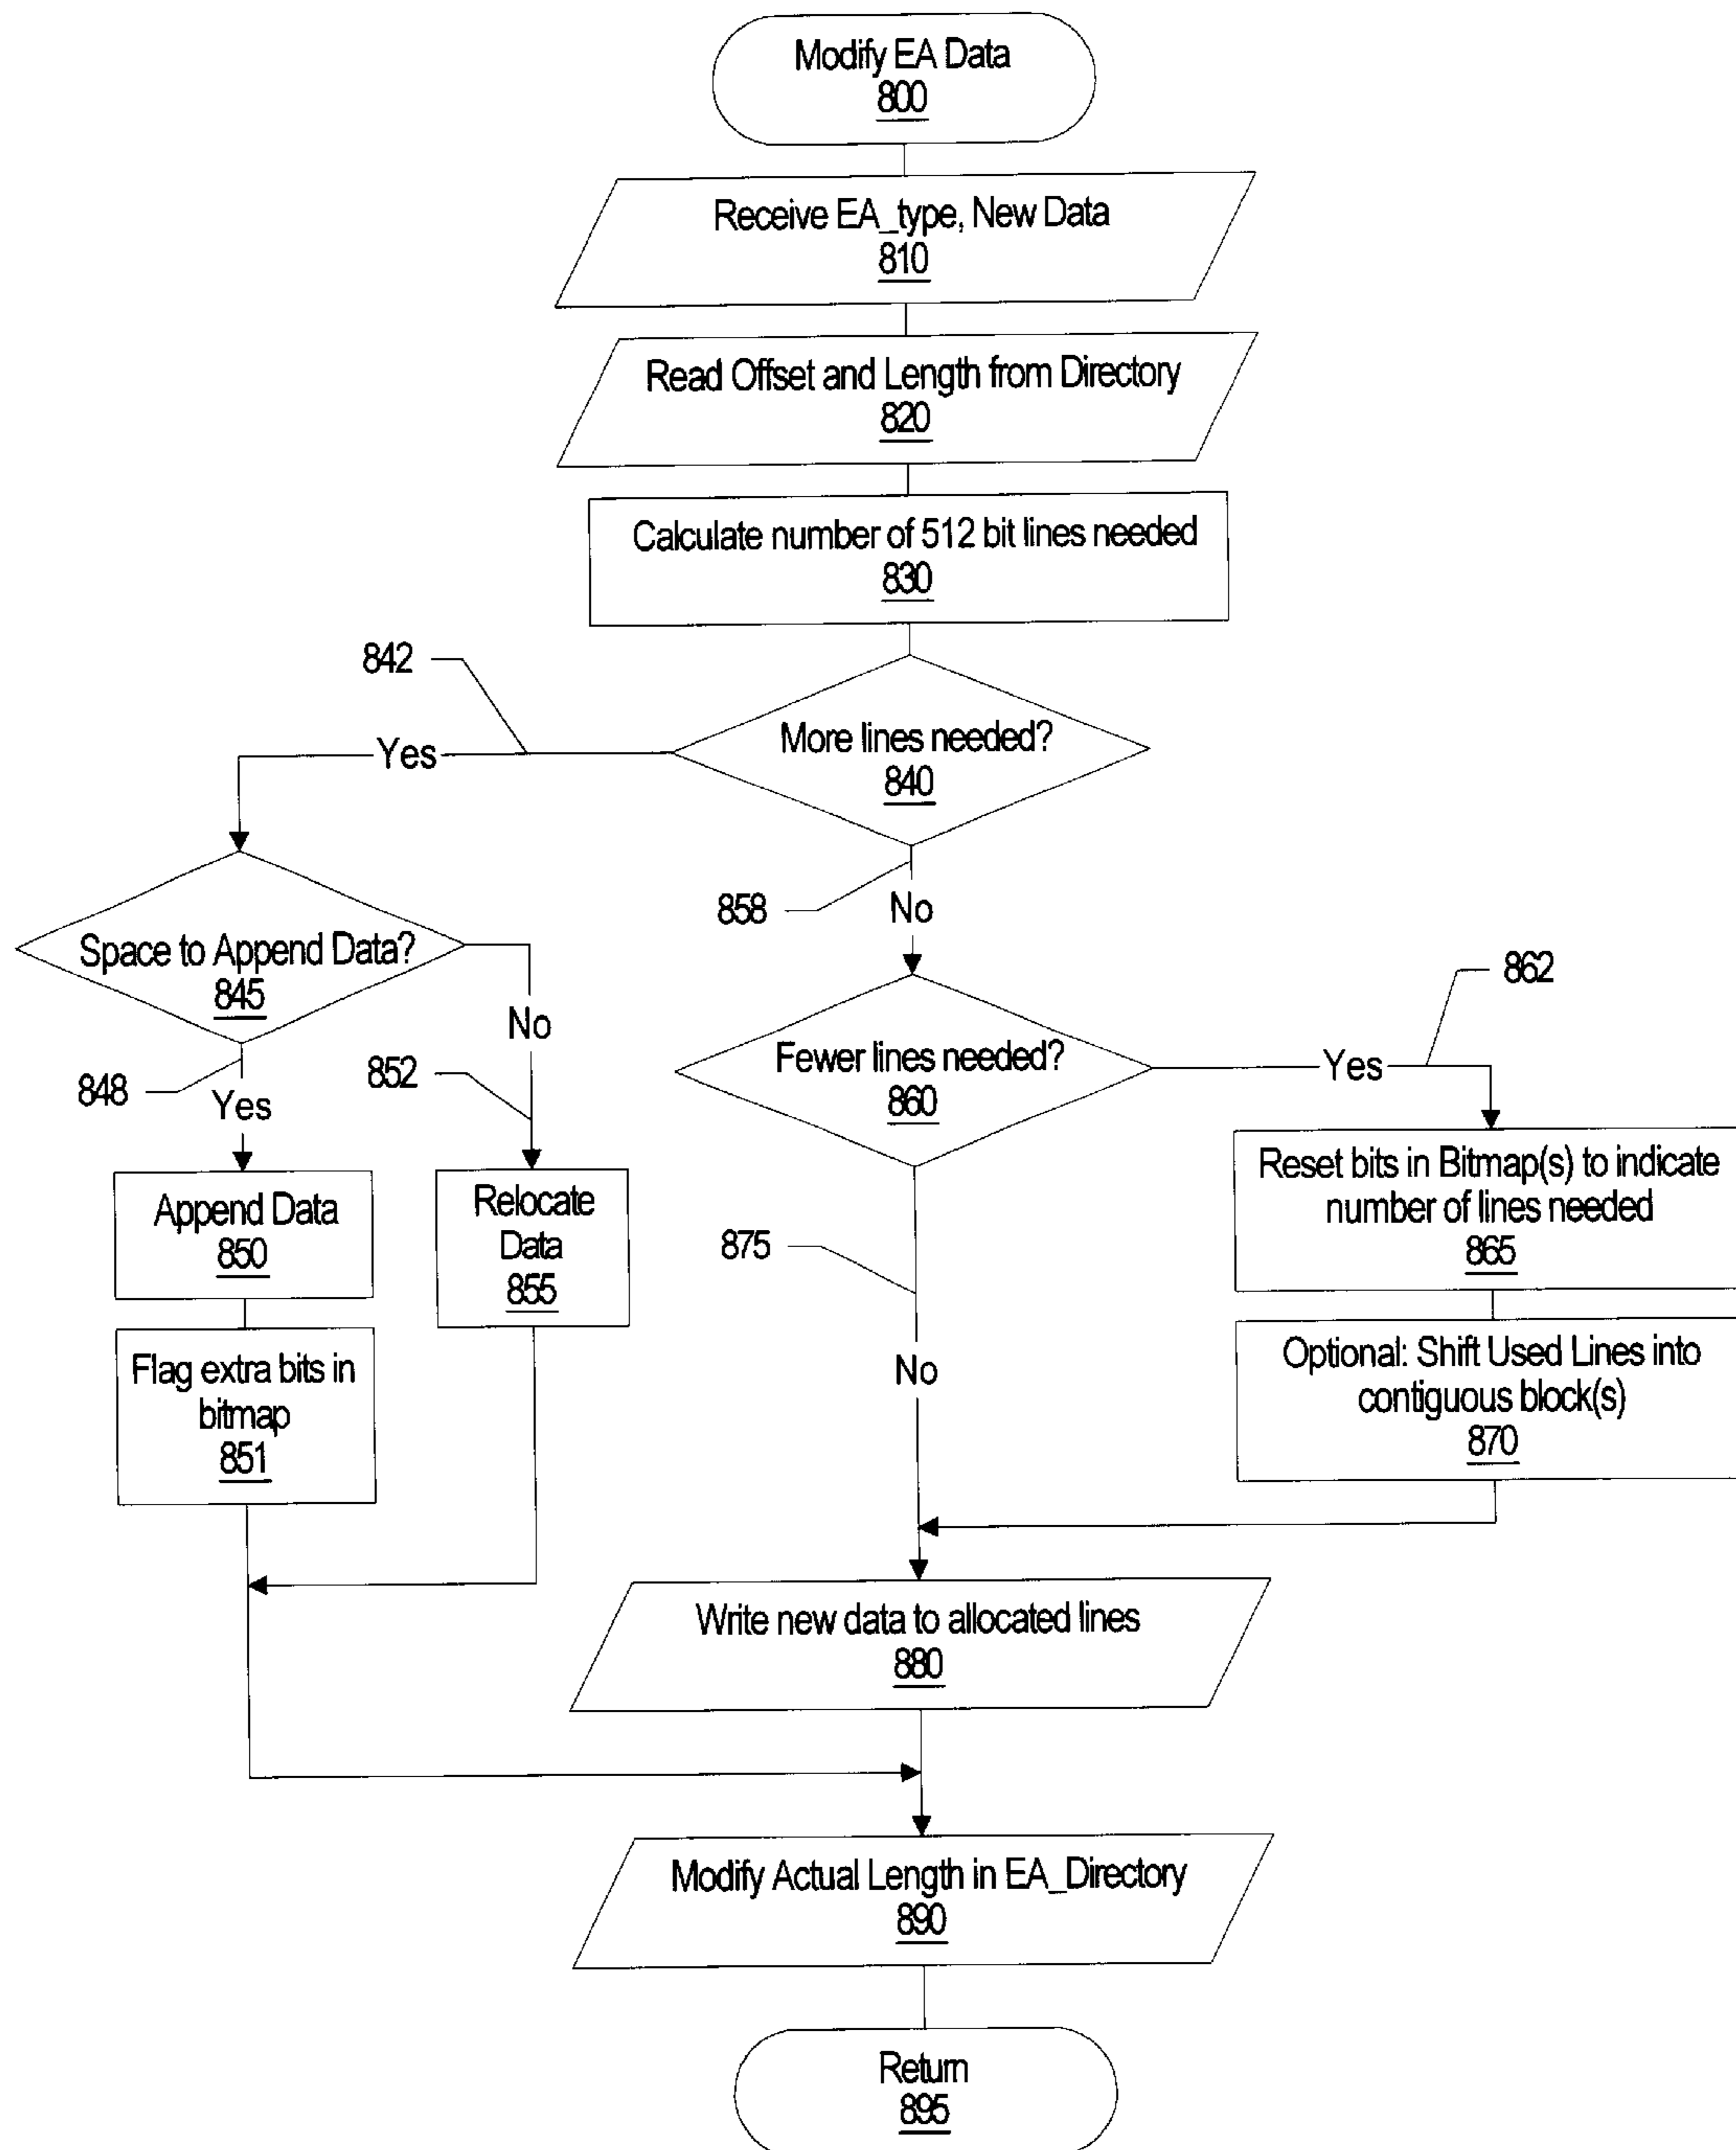 Modify EA Data
800
Receive EA_type, New Data
810
Read Offset and Length from Directory
820
Calculate number of 512 bit lines needed
830
842
Yes
More lines needed?
840
858
No
Space to Append Data?
845
No
848
Yes
852
862
Fewer lines needed?
860
Yes
Append Data
850
Relocate
Data
855
875
Reset bits in Bitmap(s) to indicate
number of lines needed
865
Flag extra bits in
bitmap
851
No
Optional: Shift Used Lines into
contiguous block(s)
870
Write new data to allocated lines
880
Modify Actual Length in EA_Directory
890
Return
895